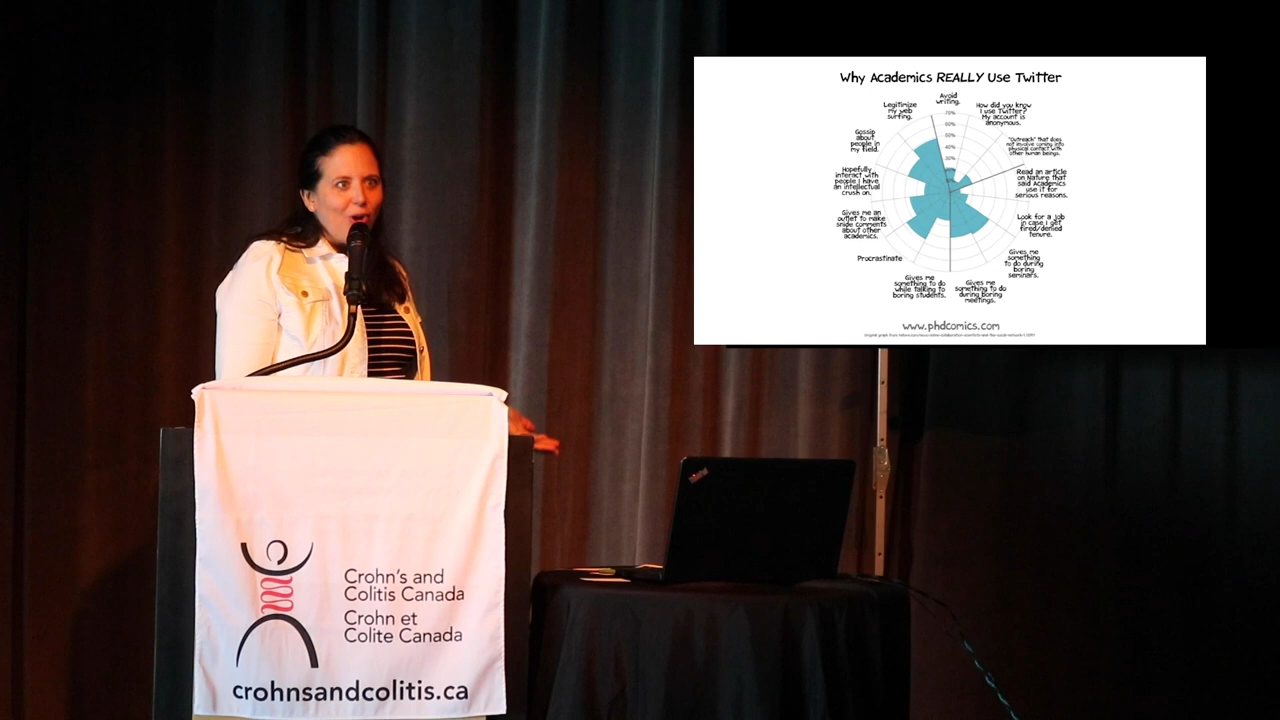 Why Academics REALLY Use Twitter
Avoid
writing.
How did you know
I use Twitter?
My account is
anonymous.
"Outreach" that does
not involve coming into
physical contact with
other human beings.
Read an article
on Nature that
said Academics
use it for
serious reasons.
Look for a job
in case I get
fired/denied
tenure.
Gives me
something
to do during
boring
seminars.
Gives me
something to do
during boring
meetings.
Gives me
something to do
while talking to
boring students.
Procrastinate
Gives me an
outlet to make
snide comments
about other
academics.
Hopefully
interact with
people I have
an intellectual
crush on.
Gossip
about
people in
my field.
Legitimize
my web
surfing.
70%
60%
50%
40%
30%
www.phdcomics.com
Crohn's and
Colitis Canada
Crohn et
Colite Canada
crohnsandcolitis.ca